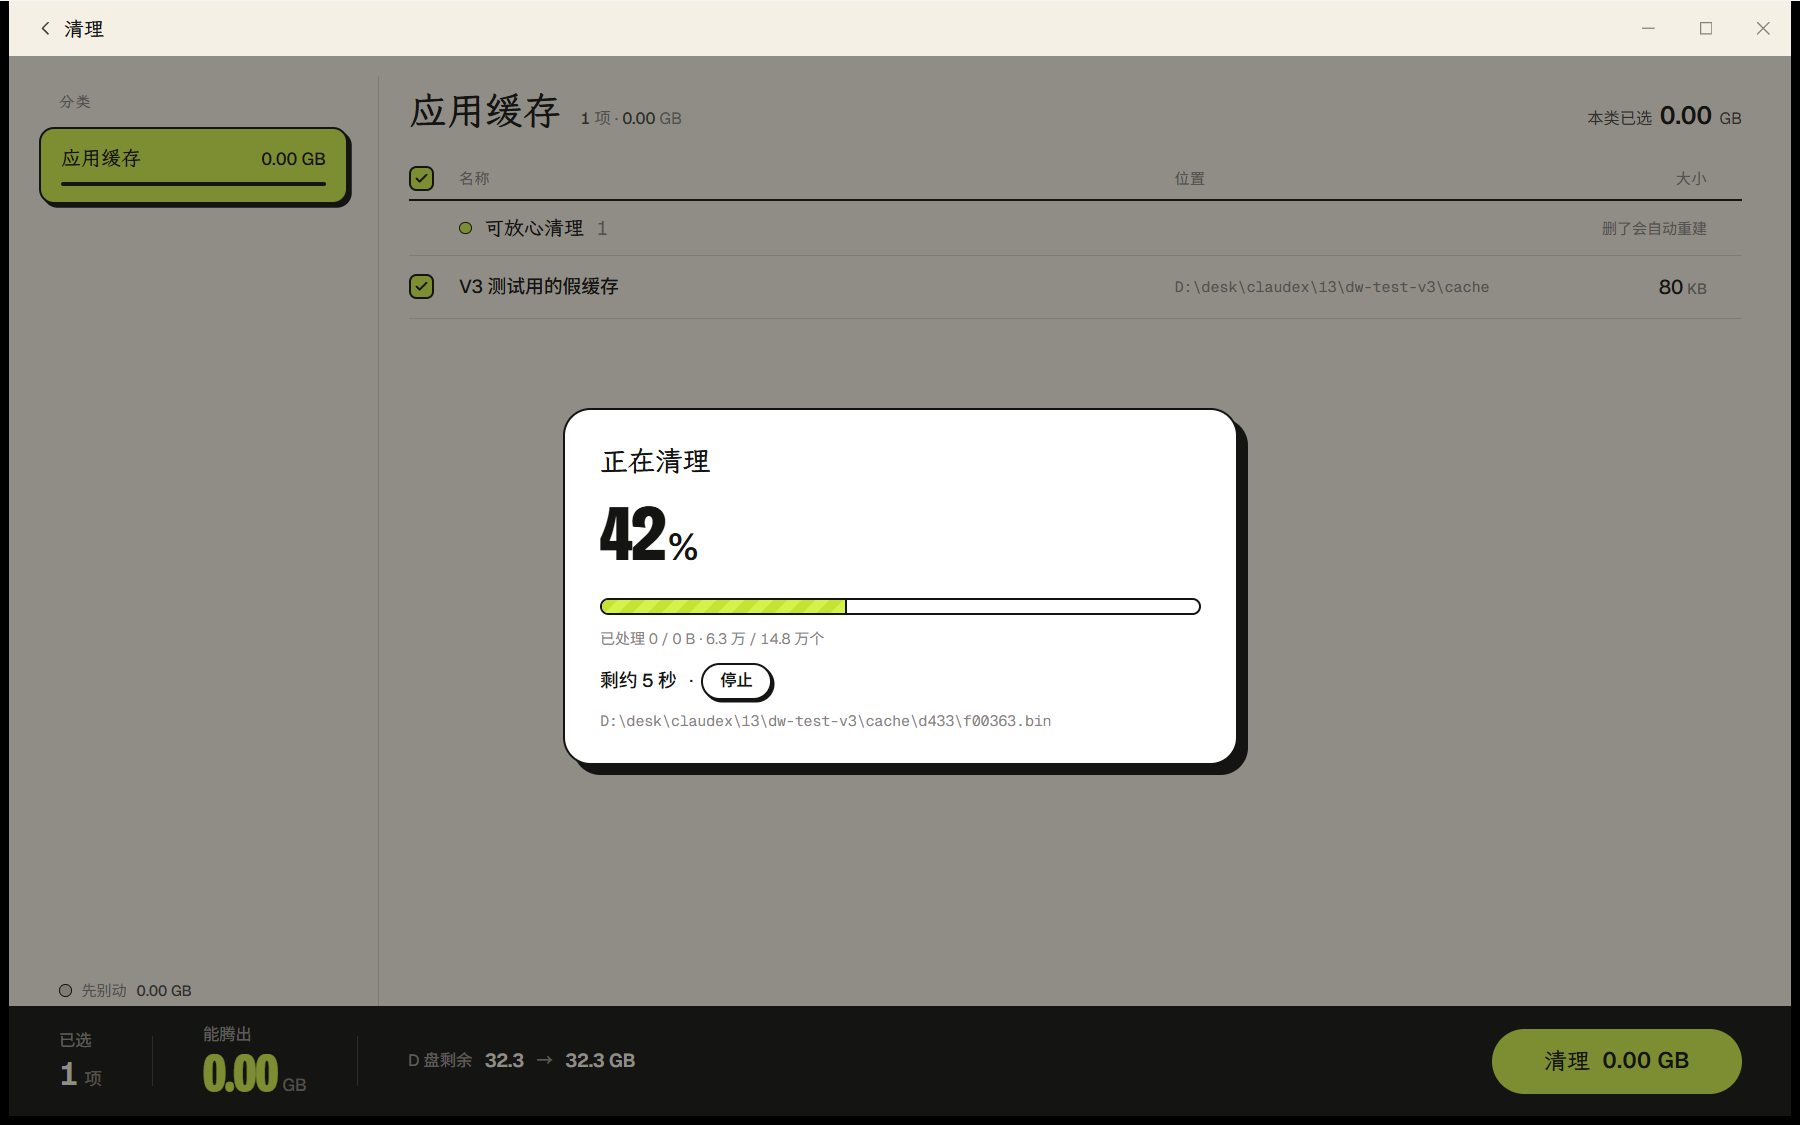 清理
分类
应用缓存 0.00 GB
应用缓存 1 项 · 0.00 GB
本类已选 0.00 GB
名称 位置 大小
可放心清理 1 删了会自动重建
V3 测试用的假缓存 D:\desk\claudex\13\dw-test-v3\cache 80 KB
正在清理
42%
已处理 0 / 0 B · 6.3 万 / 14.8 万个
剩约 5 秒 · 停止
D:\desk\claudex\13\dw-test-v3\cache\d433\f00363.bin
先别动 0.00 GB
已选
1 项
能腾出
0.00 GB
D 盘剩余 32.3 → 32.3 GB
清理 0.00 GB